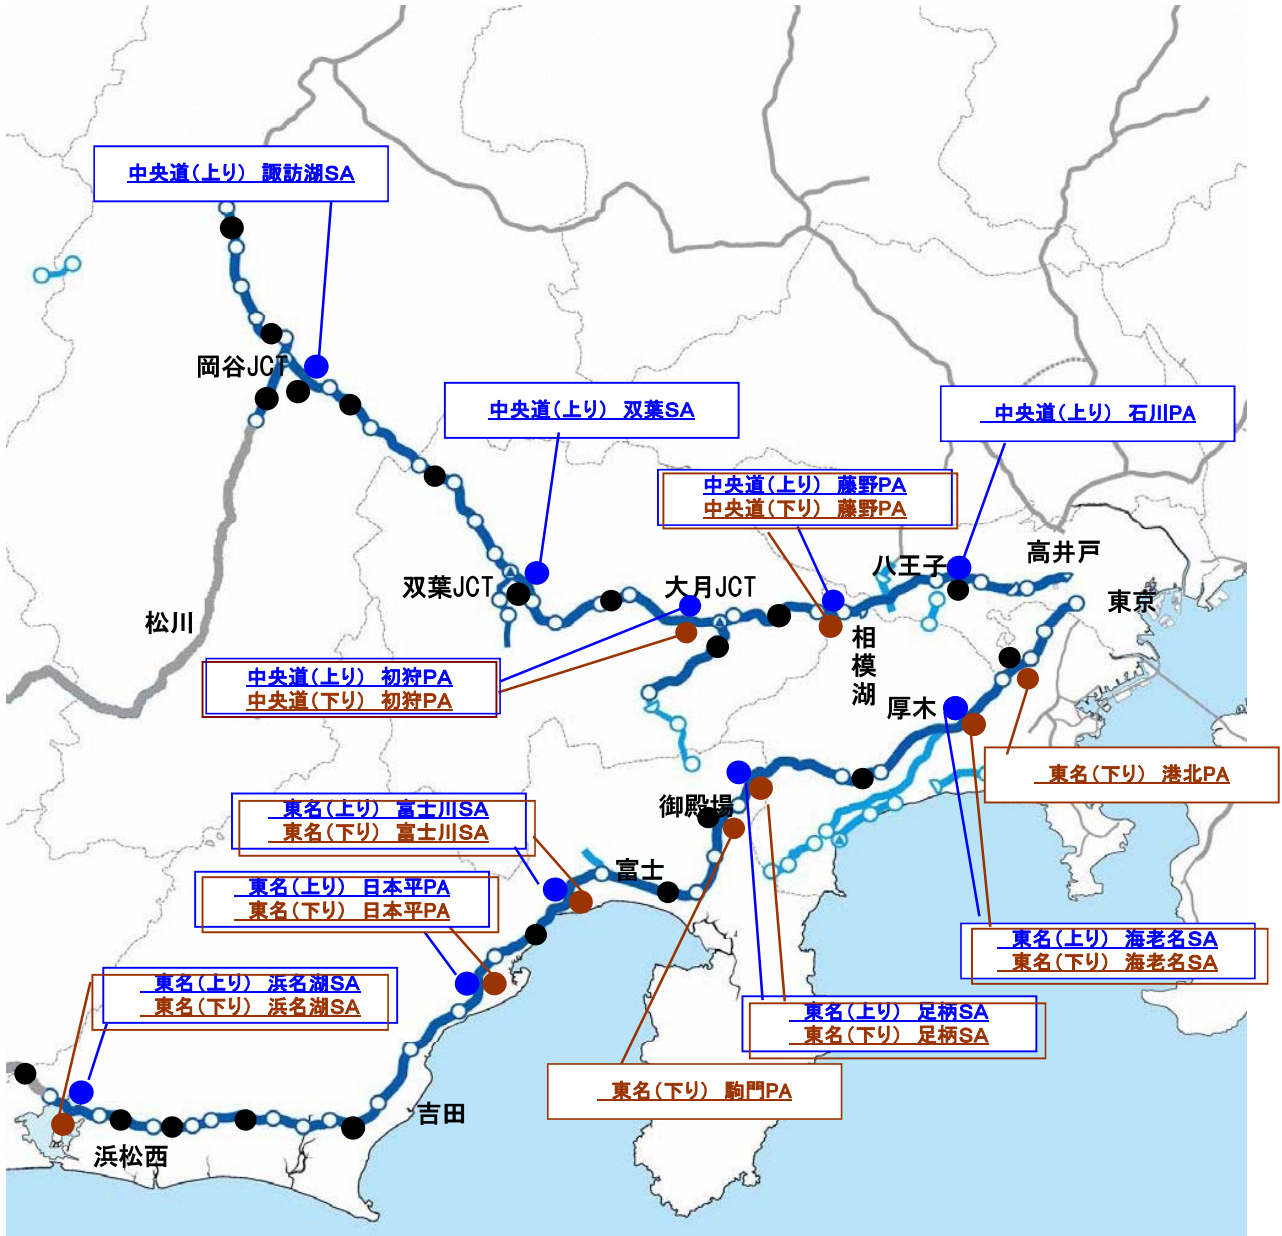 中央道（上り） 諏訪湖SA
岡谷JCT
中央道（上り） 双葉SA
中央道（上り） 石川PA
中央道（上り） 藤野PA
中央道（下り） 藤野PA
八王子
高井戸
双葉JCT
大月JCT
東京
松川
相模湖
中央道（上り） 初狩PA
中央道（下り） 初狩PA
厚木
東名（下り） 港北PA
御殿場
東名（上り） 富士川SA
東名（下り） 富士川SA
富士
東名（上り） 日本平PA
東名（下り） 日本平PA
東名（上り） 海老名SA
東名（下り） 海老名SA
東名（上り） 浜名湖SA
東名（下り） 浜名湖SA
東名（上り） 足柄SA
東名（下り） 足柄SA
東名（下り） 駒門PA
吉田
浜松西